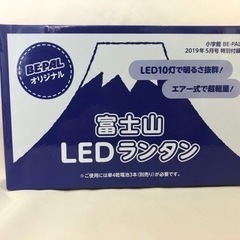 小学館 BE-PAL
2019年5月号 特別付録
BE-PAL
オリジナル
LED10灯で明るさ抜群!
エアー式で超軽量!
富士山
LEDランタン
※ご使用には単4乾電池3本(別売り)が必要です。